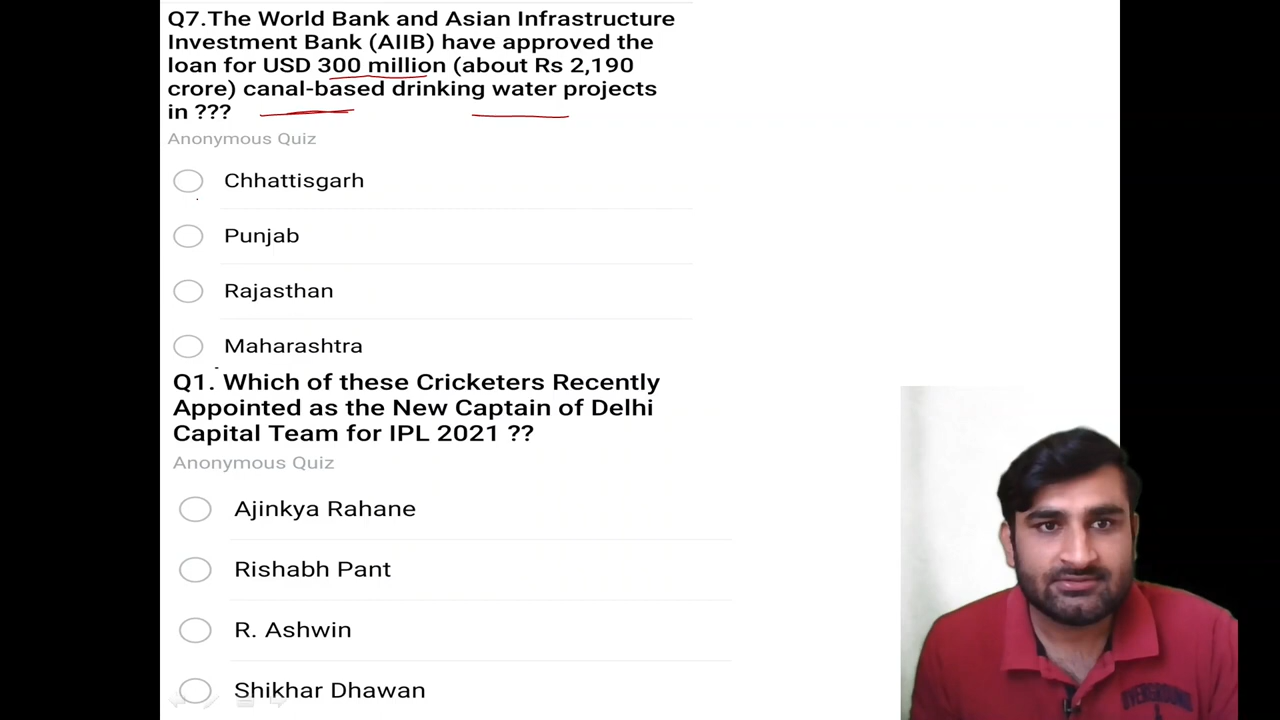 Q7.The World Bank and Asian Infrastructure
Investment Bank (AIIB) have approved the
loan for USD 300 million (about Rs 2,190
crore) canal-based drinking water projects
in ???
Anonymous Quiz
Chhattisgarh
Punjab
Rajasthan
Maharashtra
Q1. Which of these Cricketers Recently
Appointed as the New Captain of Delhi
Capital Team for IPL 2021 ??
Anonymous Quiz
Ajinkya Rahane
Rishabh Pant
R. Ashwin
Shikhar Dhawan